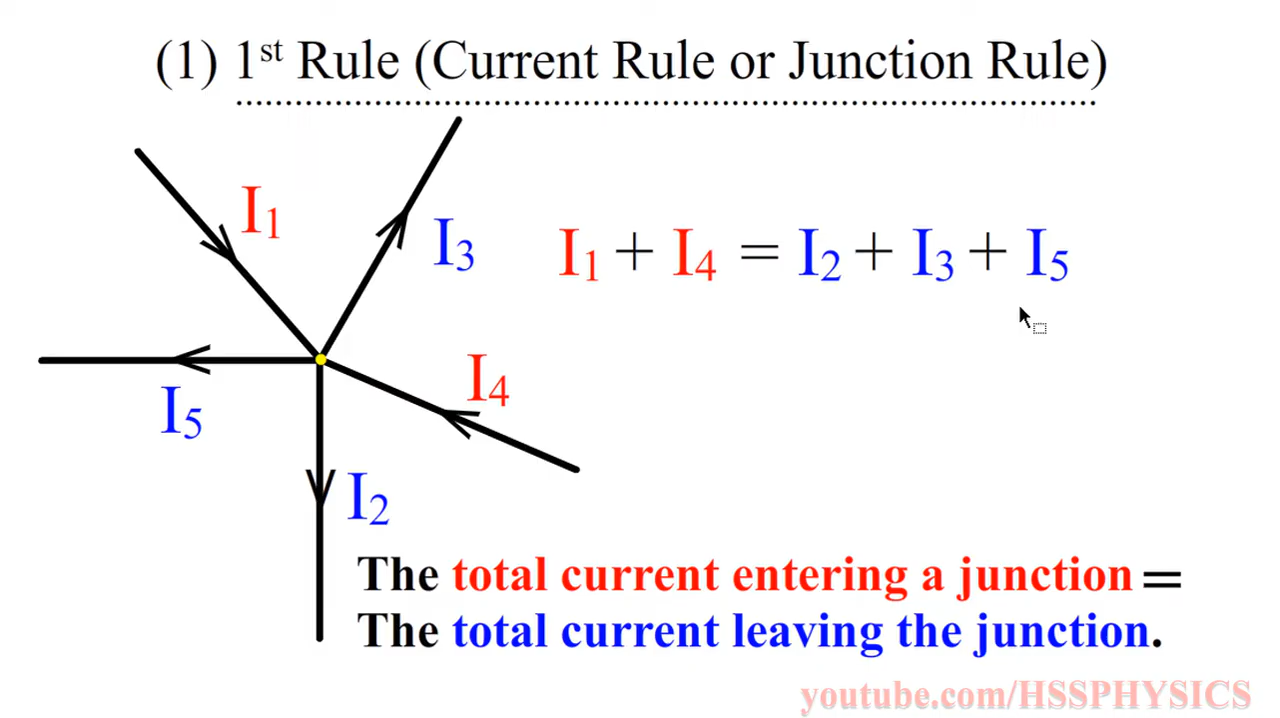 (1) 1st Rule (Current Rule or Junction Rule)
I1
I3
I1 + I4 = I2 + I3 + I5
I4
I5
I2
The total current entering a junction =
The total current leaving the junction.
youtube.com/HSSPHYSICS